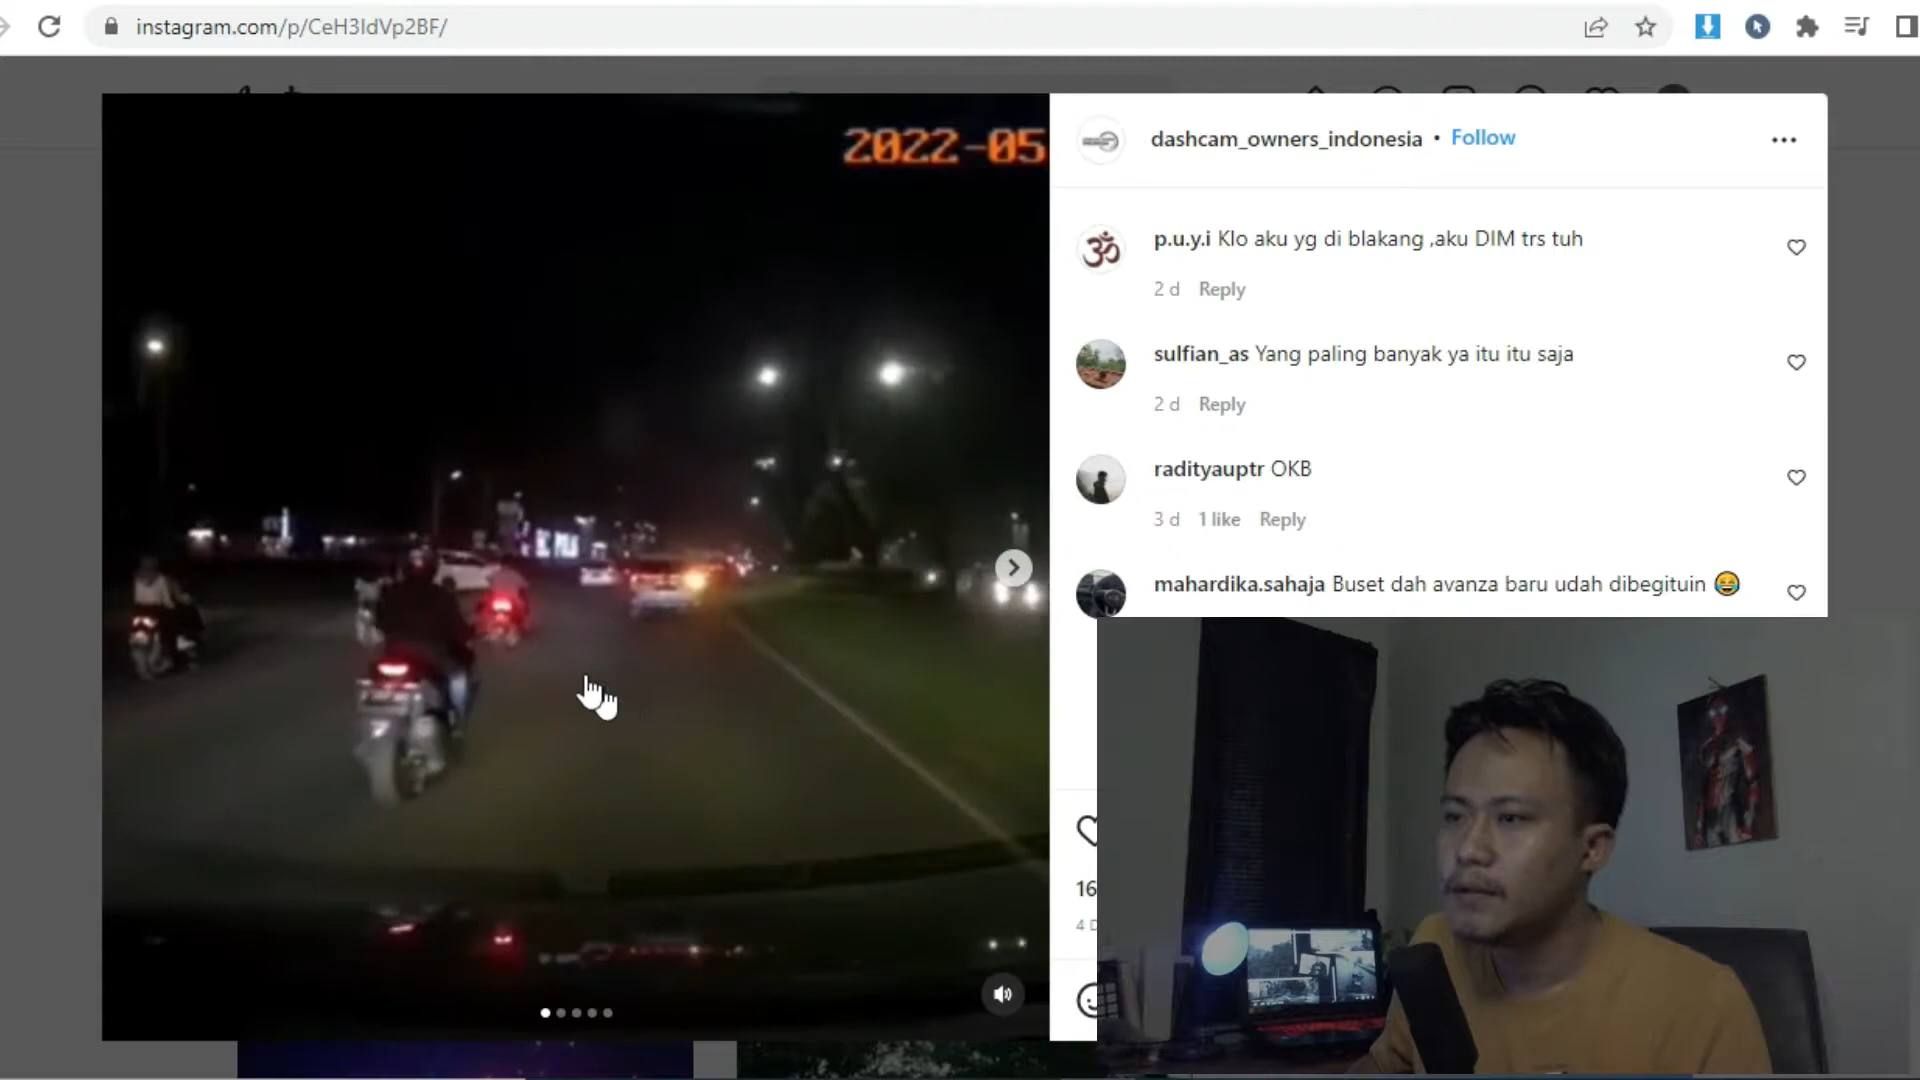 instagram.com/p/CeH3IdVp2BF/
2022-05
dashcam_owners_indonesia • Follow
p.u.y.i Klo aku yg di blakang ,aku DIM trs tuh
2 d Reply
sulfian_as Yang paling banyak ya itu itu saja
2 d Reply
radityauptr OKB
3 d 1 like Reply
mahardika.sahaja Buset dah avanza baru udah dibegituin 😂
16
4 D